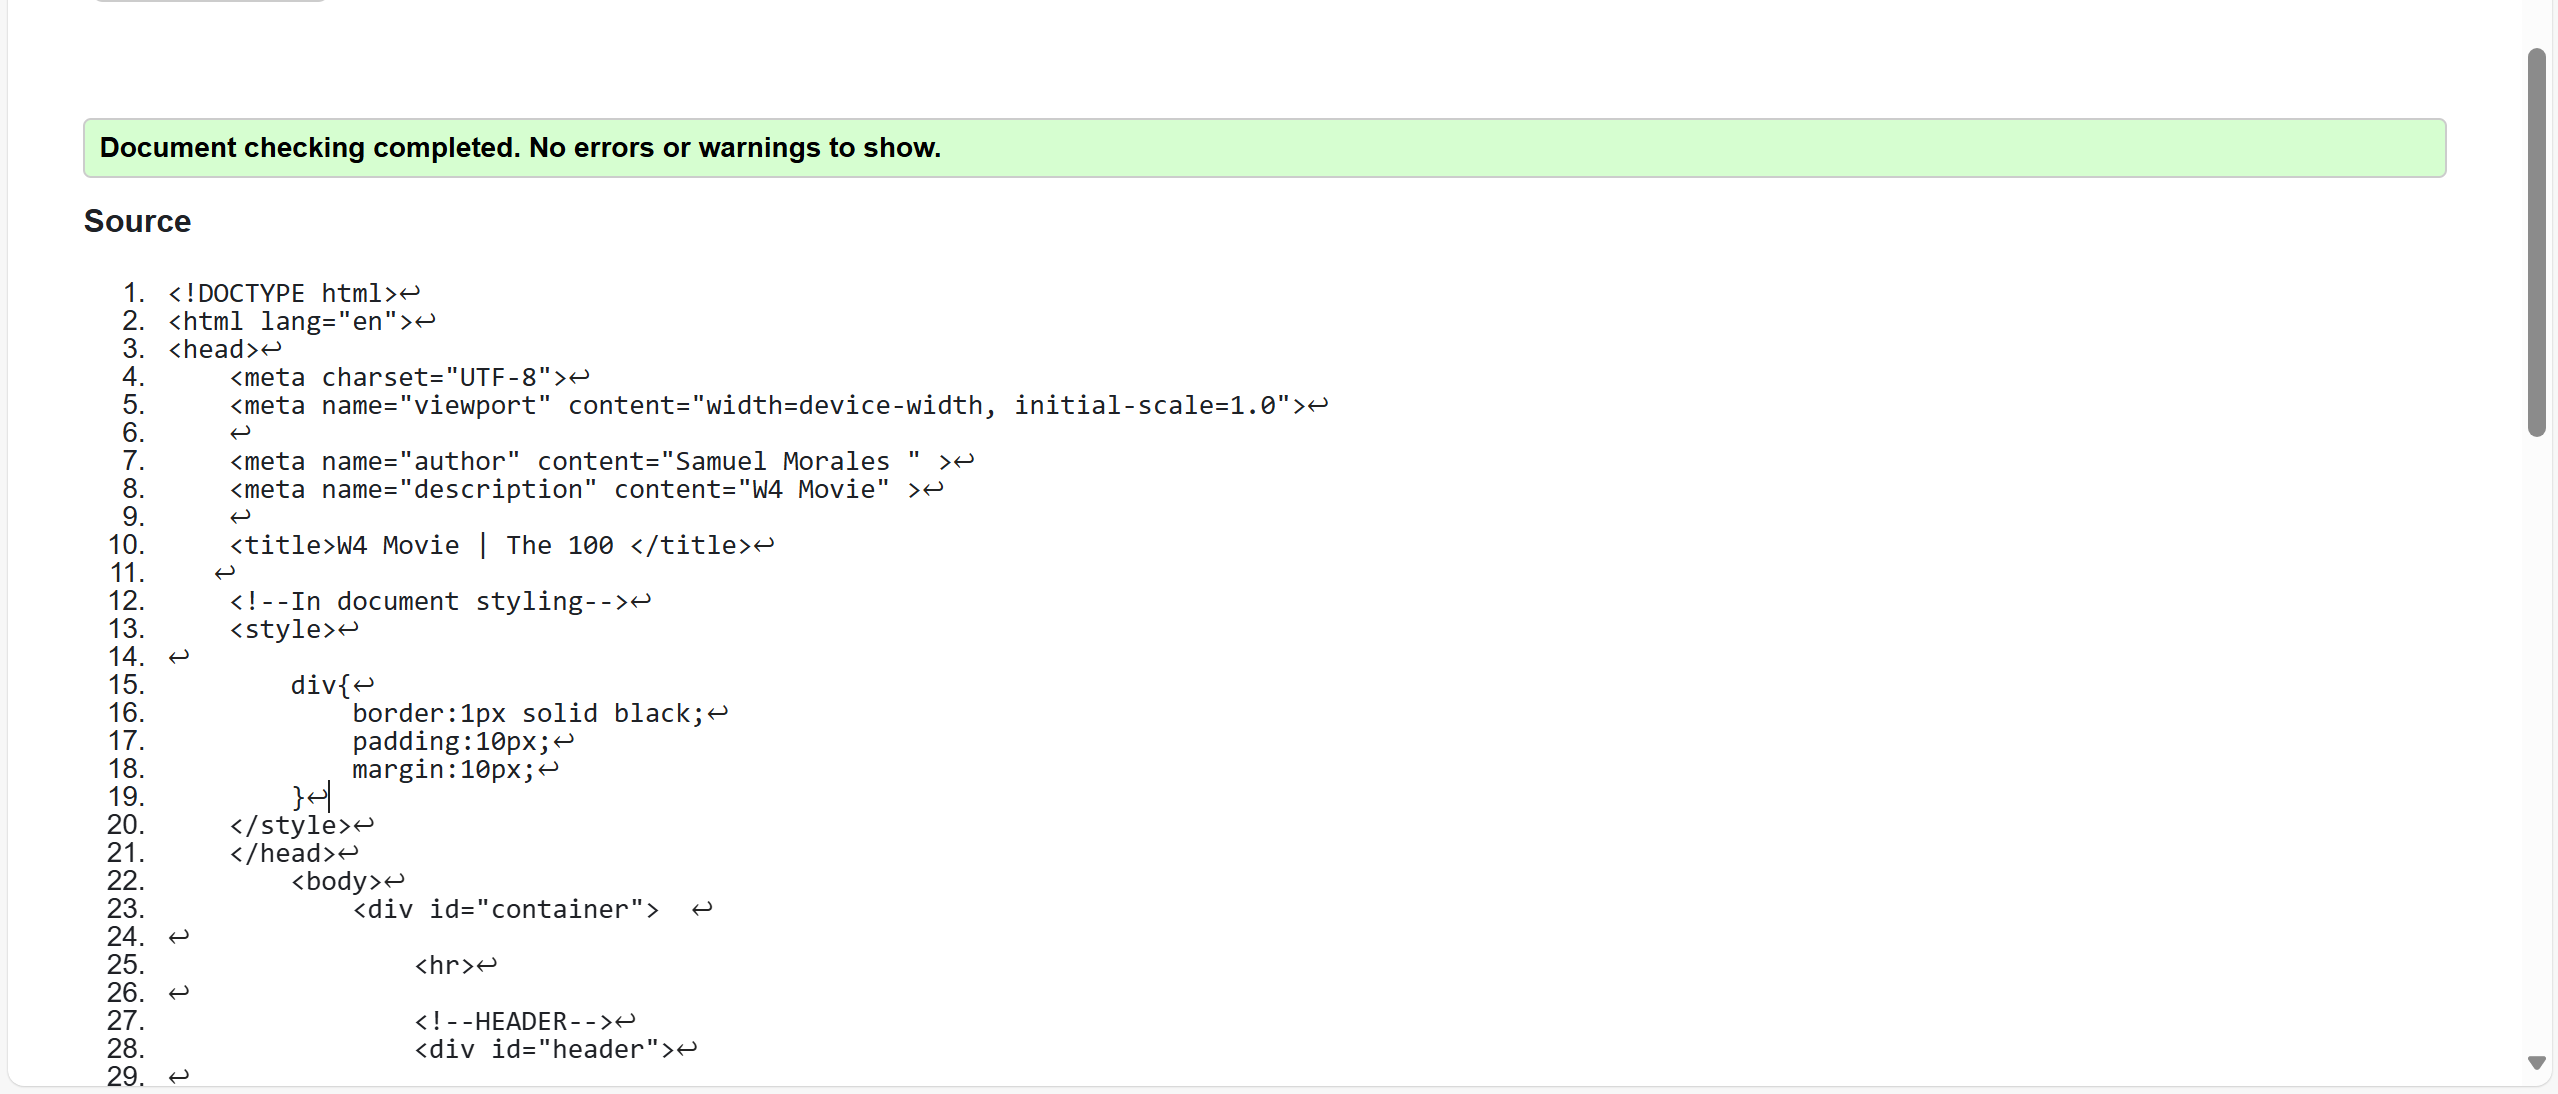 Document checking completed. No errors or warnings to show.
Source
1. <!DOCTYPE html>↩
2. <html lang="en">↩
3. <head>↩
4.     <meta charset="UTF-8">↩
5.     <meta name="viewport" content="width=device-width, initial-scale=1.0">↩
6.     ↩
7.     <meta name="author" content="Samuel Morales " >↩
8.     <meta name="description" content="W4 Movie" >↩
9.     ↩
10.     <title>W4 Movie | The 100 </title>↩
11.    ↩
12.     <!--In document styling-->↩
13.     <style>↩
14. ↩
15.         div{↩
16.             border:1px solid black;↩
17.             padding:10px;↩
18.             margin:10px;↩
19.         }↩
20.     </style>↩
21.     </head>↩
22.         <body>↩
23.             <div id="container">  ↩
24. ↩
25.                 <hr>↩
26. ↩
27.                 <!--HEADER-->↩
28.                 <div id="header">↩
29. ↩